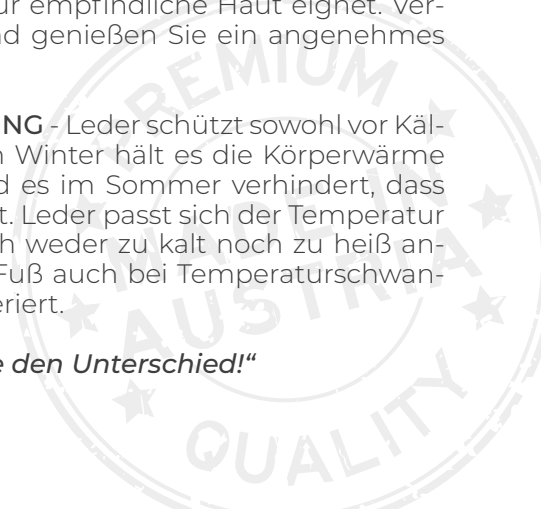 ur empfindliche Haut eignet. Ver-
nd genießen Sie ein angenehmes
NG - Leder schützt sowohl vor Käl-
n Winter hält es die Körperwärme
d es im Sommer verhindert, dass
t. Leder passt sich der Temperatur
ch weder zu kalt noch zu heiß an-
Fuß auch bei Temperaturschwan-
eriert.
e den Unterschied!“
PREMIUM
MADE IN
AUSTRIA
QUALITY